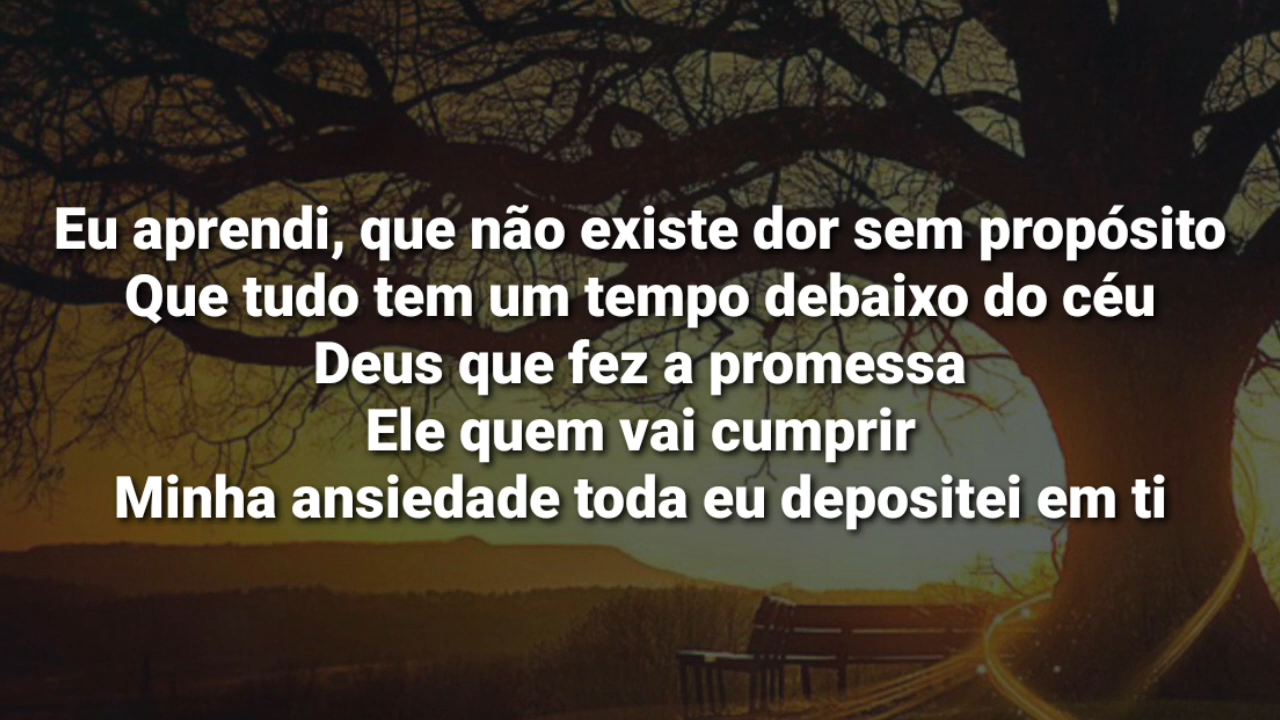 Eu aprendi, que não existe dor sem propósito
Que tudo tem um tempo debaixo do céu
Deus que fez a promessa
Ele quem vai cumprir
Minha ansiedade toda eu depositei em ti